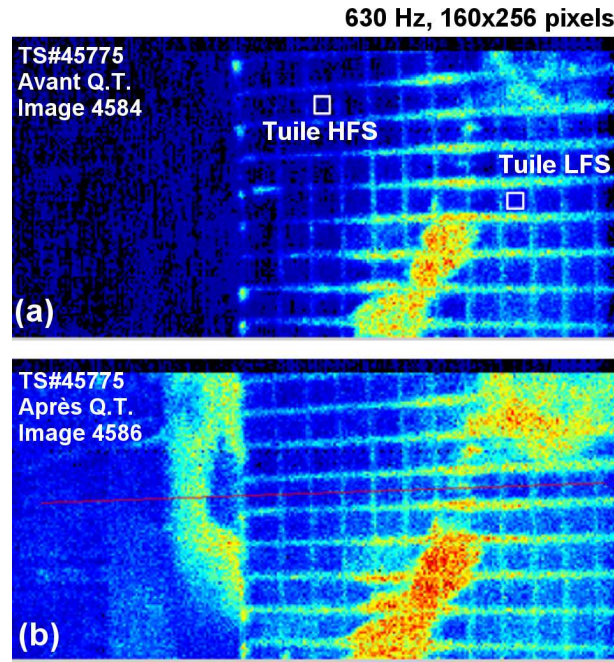 630 Hz, 160x256 pixels
TS#45775
Avant Q.T.
Image 4584
Tuile HFS
Tuile LFS
(a)
TS#45775
Après Q.T.
Image 4586
(b)